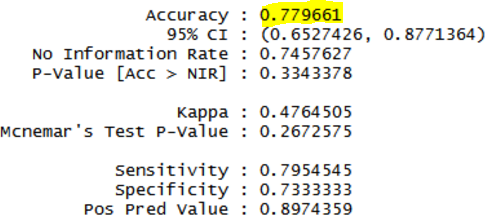 Accuracy : 0.779661
95% CI : (0.6527426, 0.8771364)
No Information Rate : 0.7457627
P-Value [Acc > NIR] : 0.3343378
Kappa : 0.4764505
Mcnemar's Test P-Value : 0.2672575
Sensitivity : 0.7954545
Specificity : 0.7333333
Pos Pred Value : 0.8974359